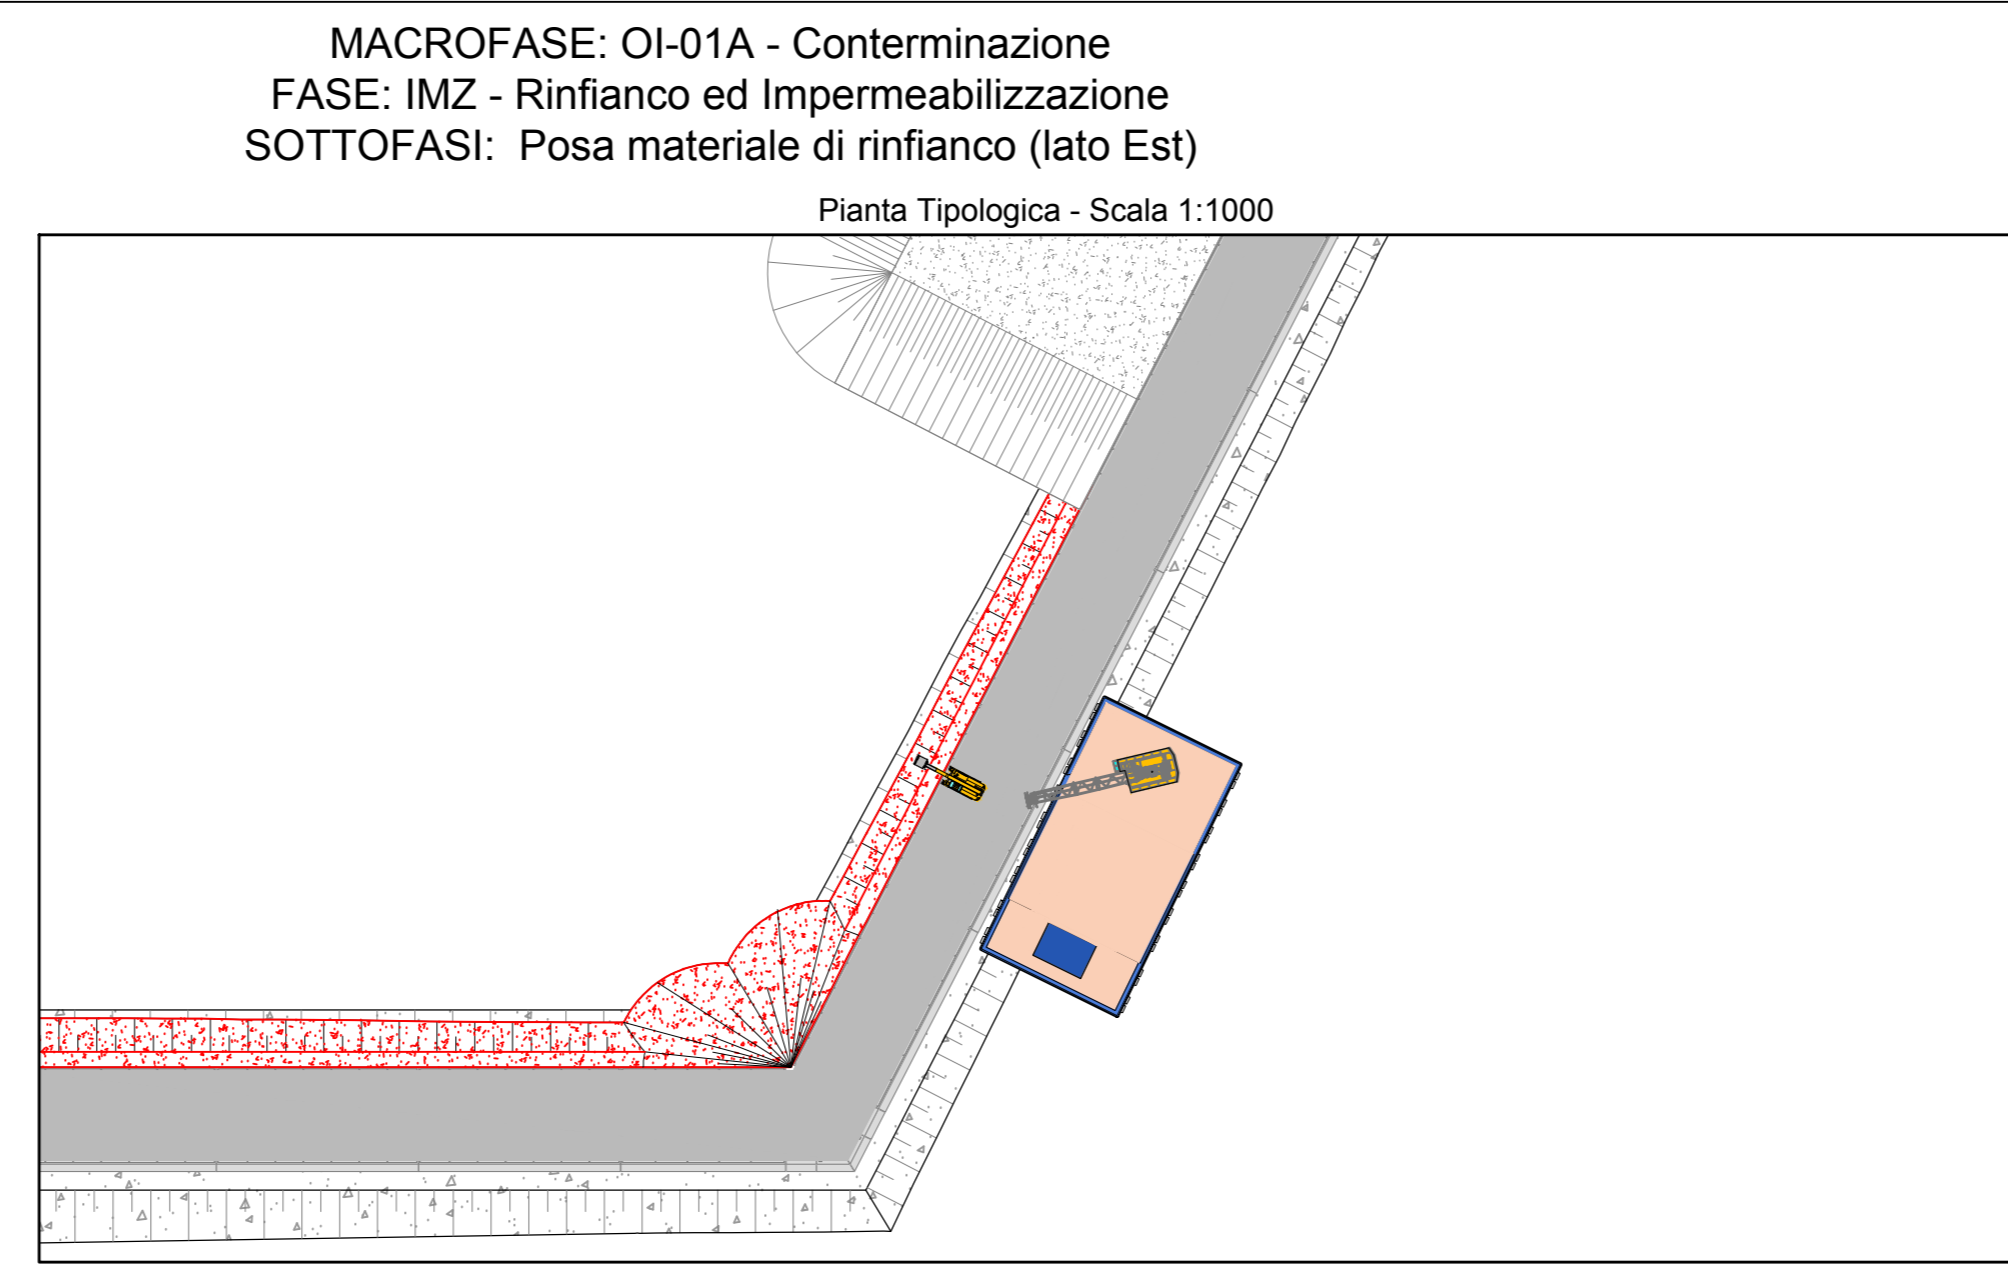 MACROFASE: OI-01A - Conterminazione
FASE: IMZ - Rinfianco ed Impermeabilizzazione
SOTTOFASI: Posa materiale di rinfianco (lato Est)
Pianta Tipologica - Scala 1:1000